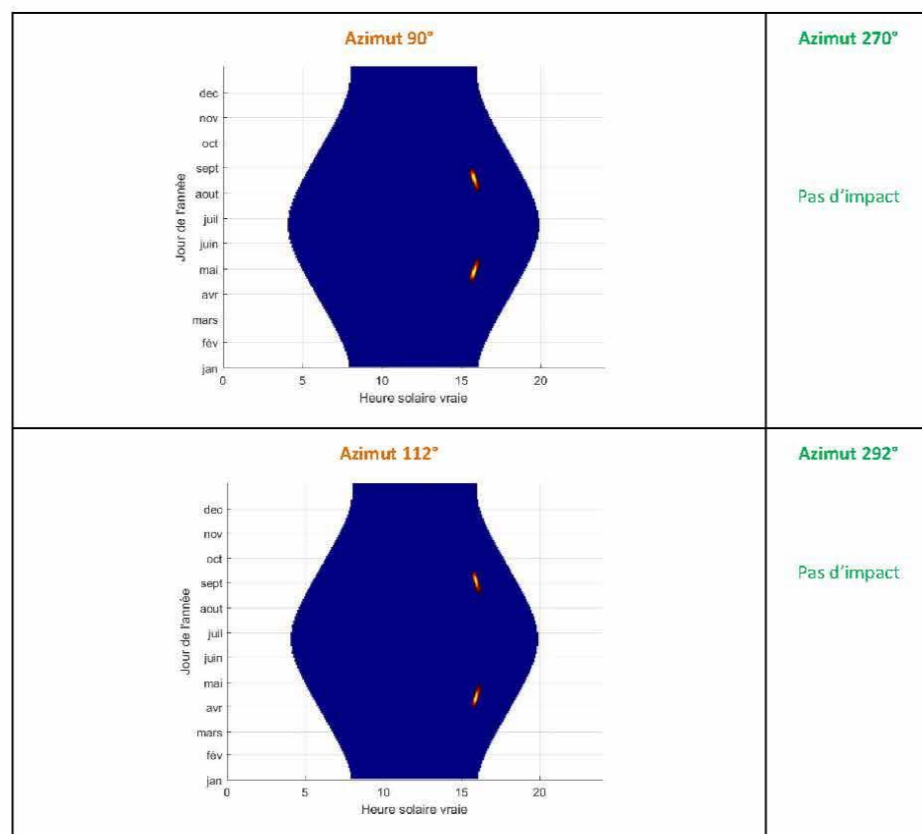 Azimut 90°
dec
nov
oct
sept
aout
juil
juin
mai
avr
mars
fév
jan
Jour de l'année
0 5 10 15 20
Heure solaire vraie
Azimut 270°
Pas d'impact
Azimut 112°
dec
nov
oct
sept
aout
juil
juin
mai
avr
mars
fév
jan
Jour de l'année
0 5 10 15 20
Heure solaire vraie
Azimut 292°
Pas d'impact